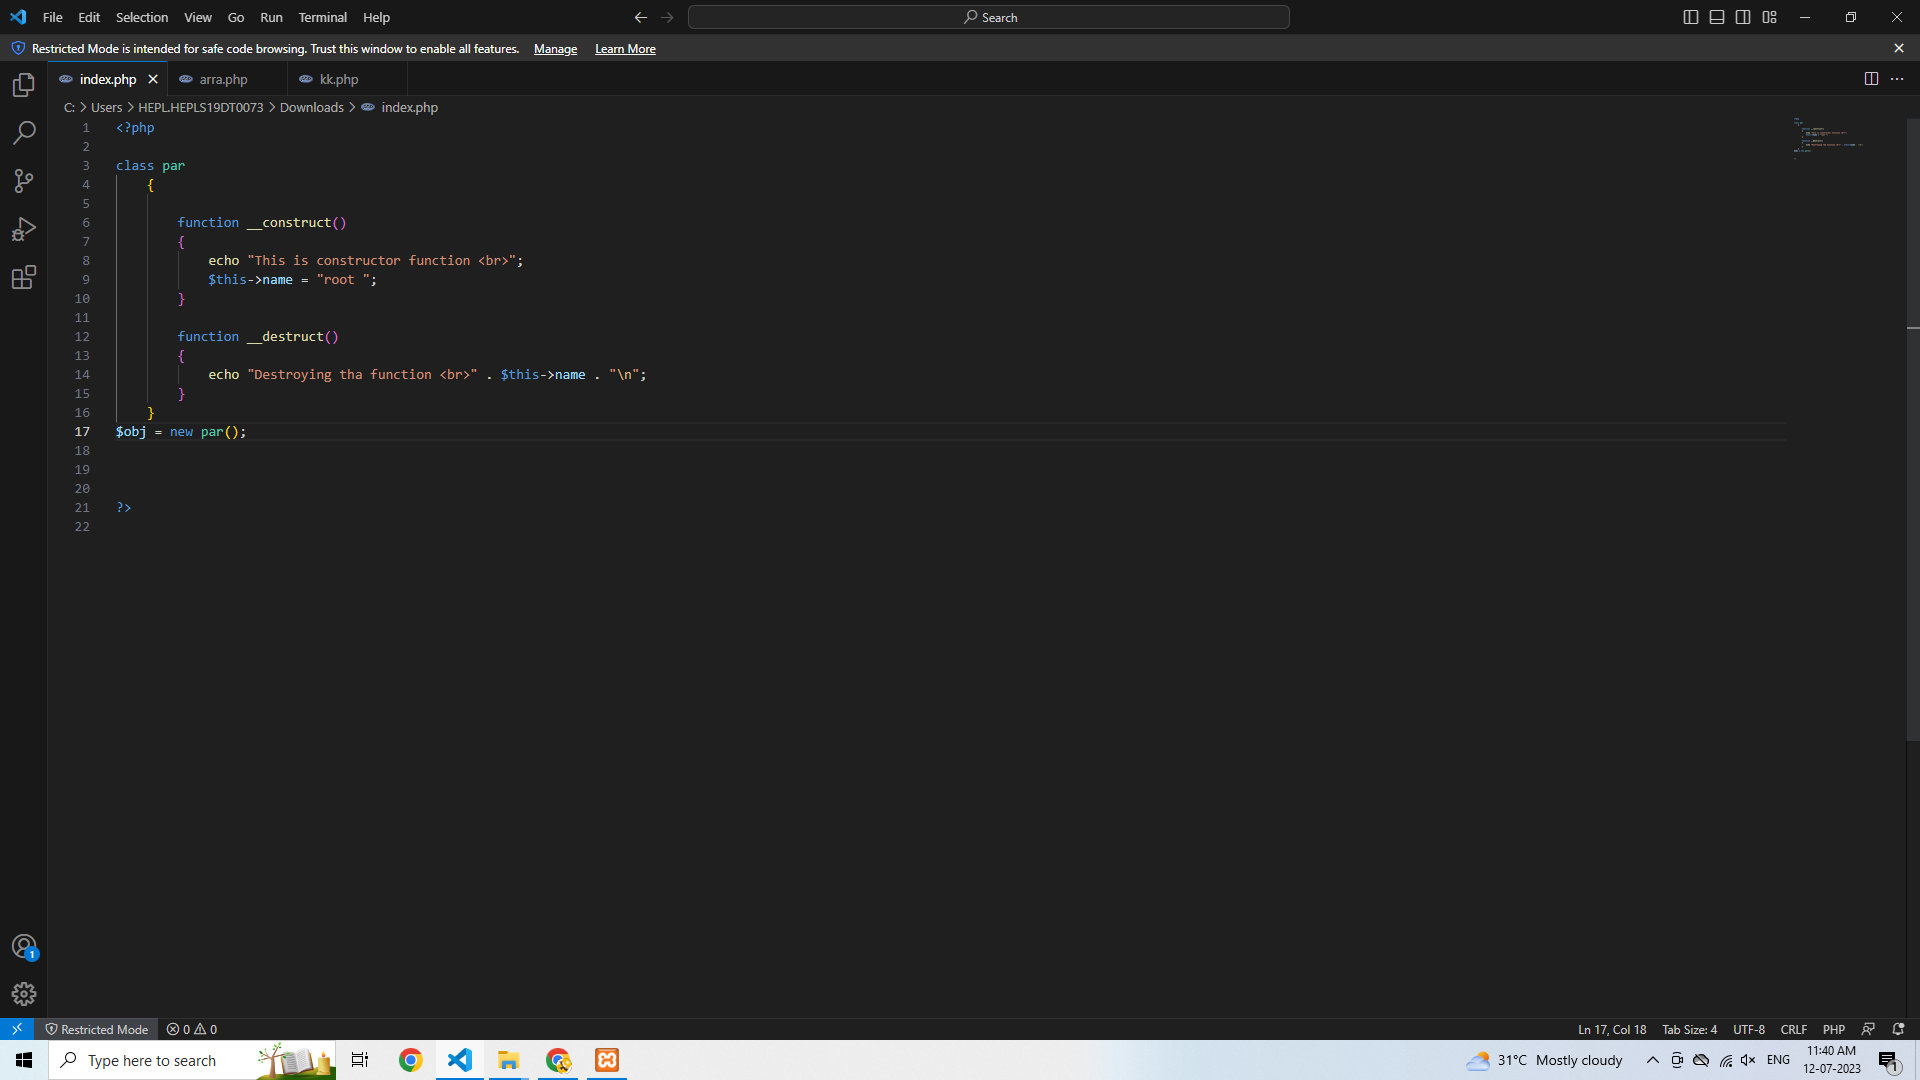 File Edit Selection View Go Run Terminal Help Search
Restricted Mode is intended for safe code browsing. Trust this window to enable all features. Manage Learn More
index.php arra.php kk.php
C: > Users > HEPL.HEPLS19DT0073 > Downloads > index.php
1 <?php
2
3 class par
4 {
5
6 function __construct()
7 {
8 echo "This is constructor function <br>";
9 $this->name = "root ";
10 }
11
12 function __destruct()
13 {
14 echo "Destroying tha function <br>" . $this->name . "\n";
15 }
16 }
17 $obj = new par();
18
19
20
21 ?>
22
1
Restricted Mode 0 0 Ln 17, Col 18 Tab Size: 4 UTF-8 CRLF PHP
Type here to search 31°C Mostly cloudy ENG 11:40 AM 1
12-07-2023